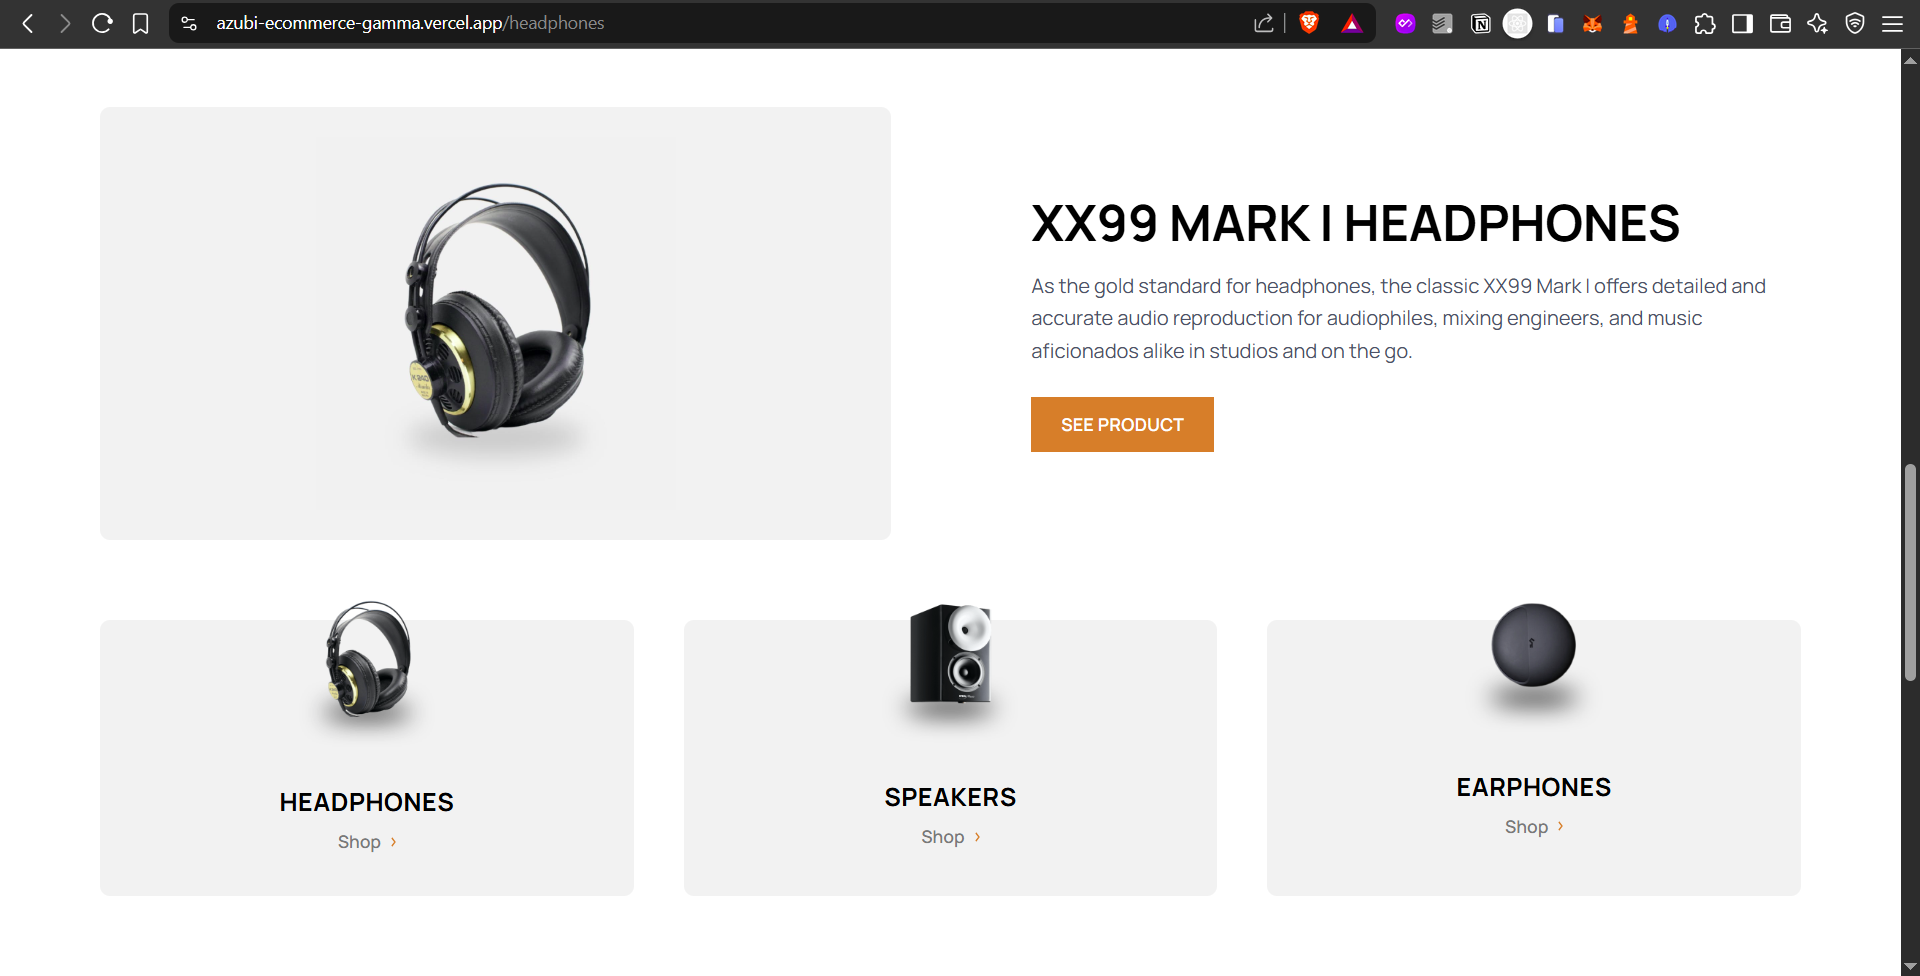 azubi-ecommerce-gamma.vercel.app/headphones
XX99 MARK I HEADPHONES
As the gold standard for headphones, the classic XX99 Mark I offers detailed and
accurate audio reproduction for audiophiles, mixing engineers, and music
aficionados alike in studios and on the go.
SEE PRODUCT
HEADPHONES
Shop
SPEAKERS
Shop
EARPHONES
Shop